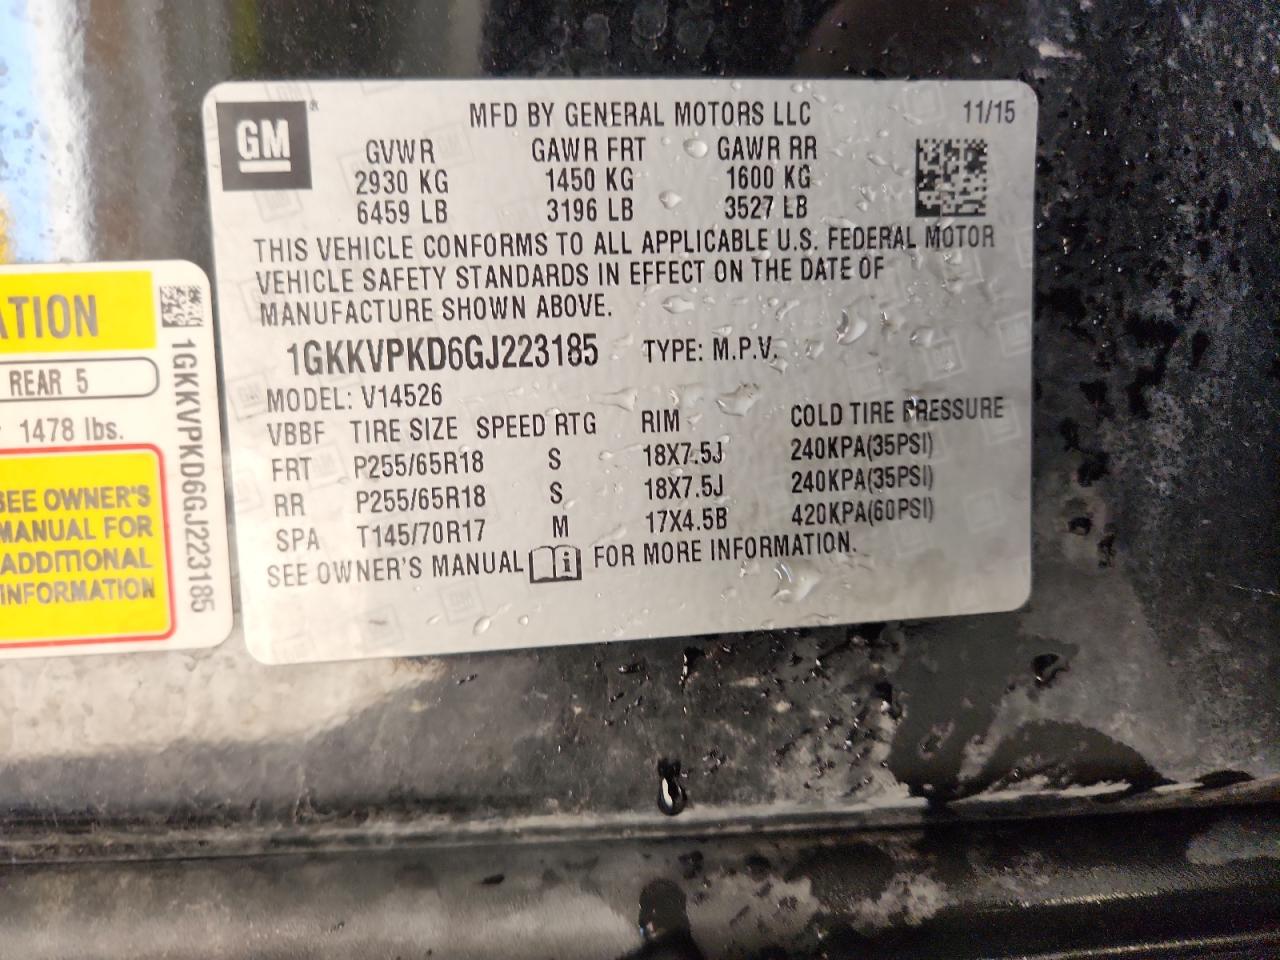 GM ®
MFD BY GENERAL MOTORS LLC 11/15
GVWR GAWR FRT GAWR RR
2930 KG 1450 KG 1600 KG
6459 LB 3196 LB 3527 LB
THIS VEHICLE CONFORMS TO ALL APPLICABLE U.S. FEDERAL MOTOR
VEHICLE SAFETY STANDARDS IN EFFECT ON THE DATE OF
MANUFACTURE SHOWN ABOVE.
1GKKVPKD6GJ223185 TYPE: M.P.V.
MODEL: V14526
VBBF TIRE SIZE SPEED RTG RIM COLD TIRE PRESSURE
FRT P255/65R18 S 18X7.5J 240KPA(35PSI)
RR P255/65R18 S 18X7.5J 240KPA(35PSI)
SPA T145/70R17 M 17X4.5B 420KPA(60PSI)
SEE OWNER'S MANUAL i FOR MORE INFORMATION.
ATION
REAR 5
1478 lbs.
SEE OWNER'S
MANUAL FOR
ADDITIONAL
INFORMATION
1GKKVPKD6GJ223185